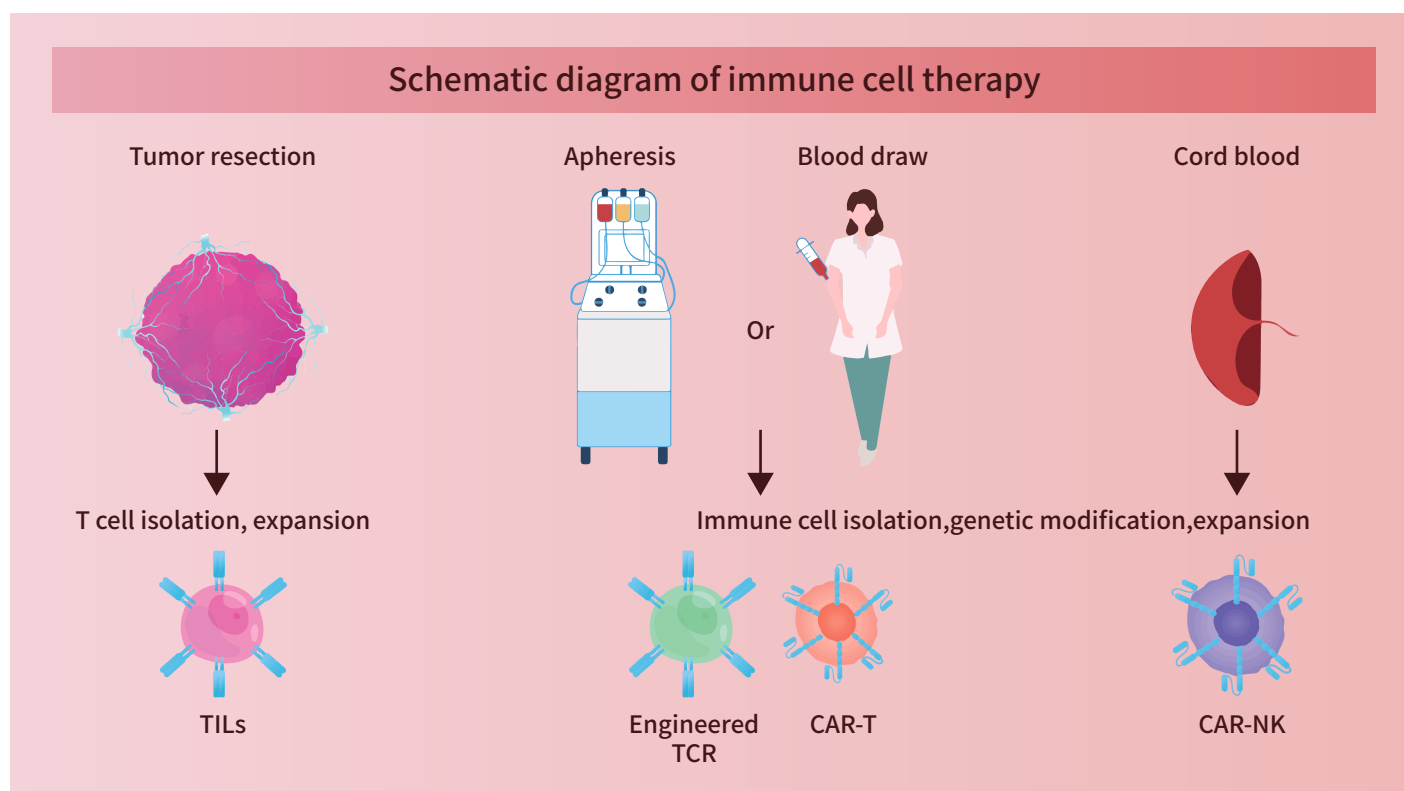 Schematic diagram of immune cell therapy
Tumor resection
Apheresis
Blood draw
Cord blood
Or
T cell isolation, expansion
Immune cell isolation,genetic modification,expansion
TILs
Engineered
TCR
CAR-T
CAR-NK